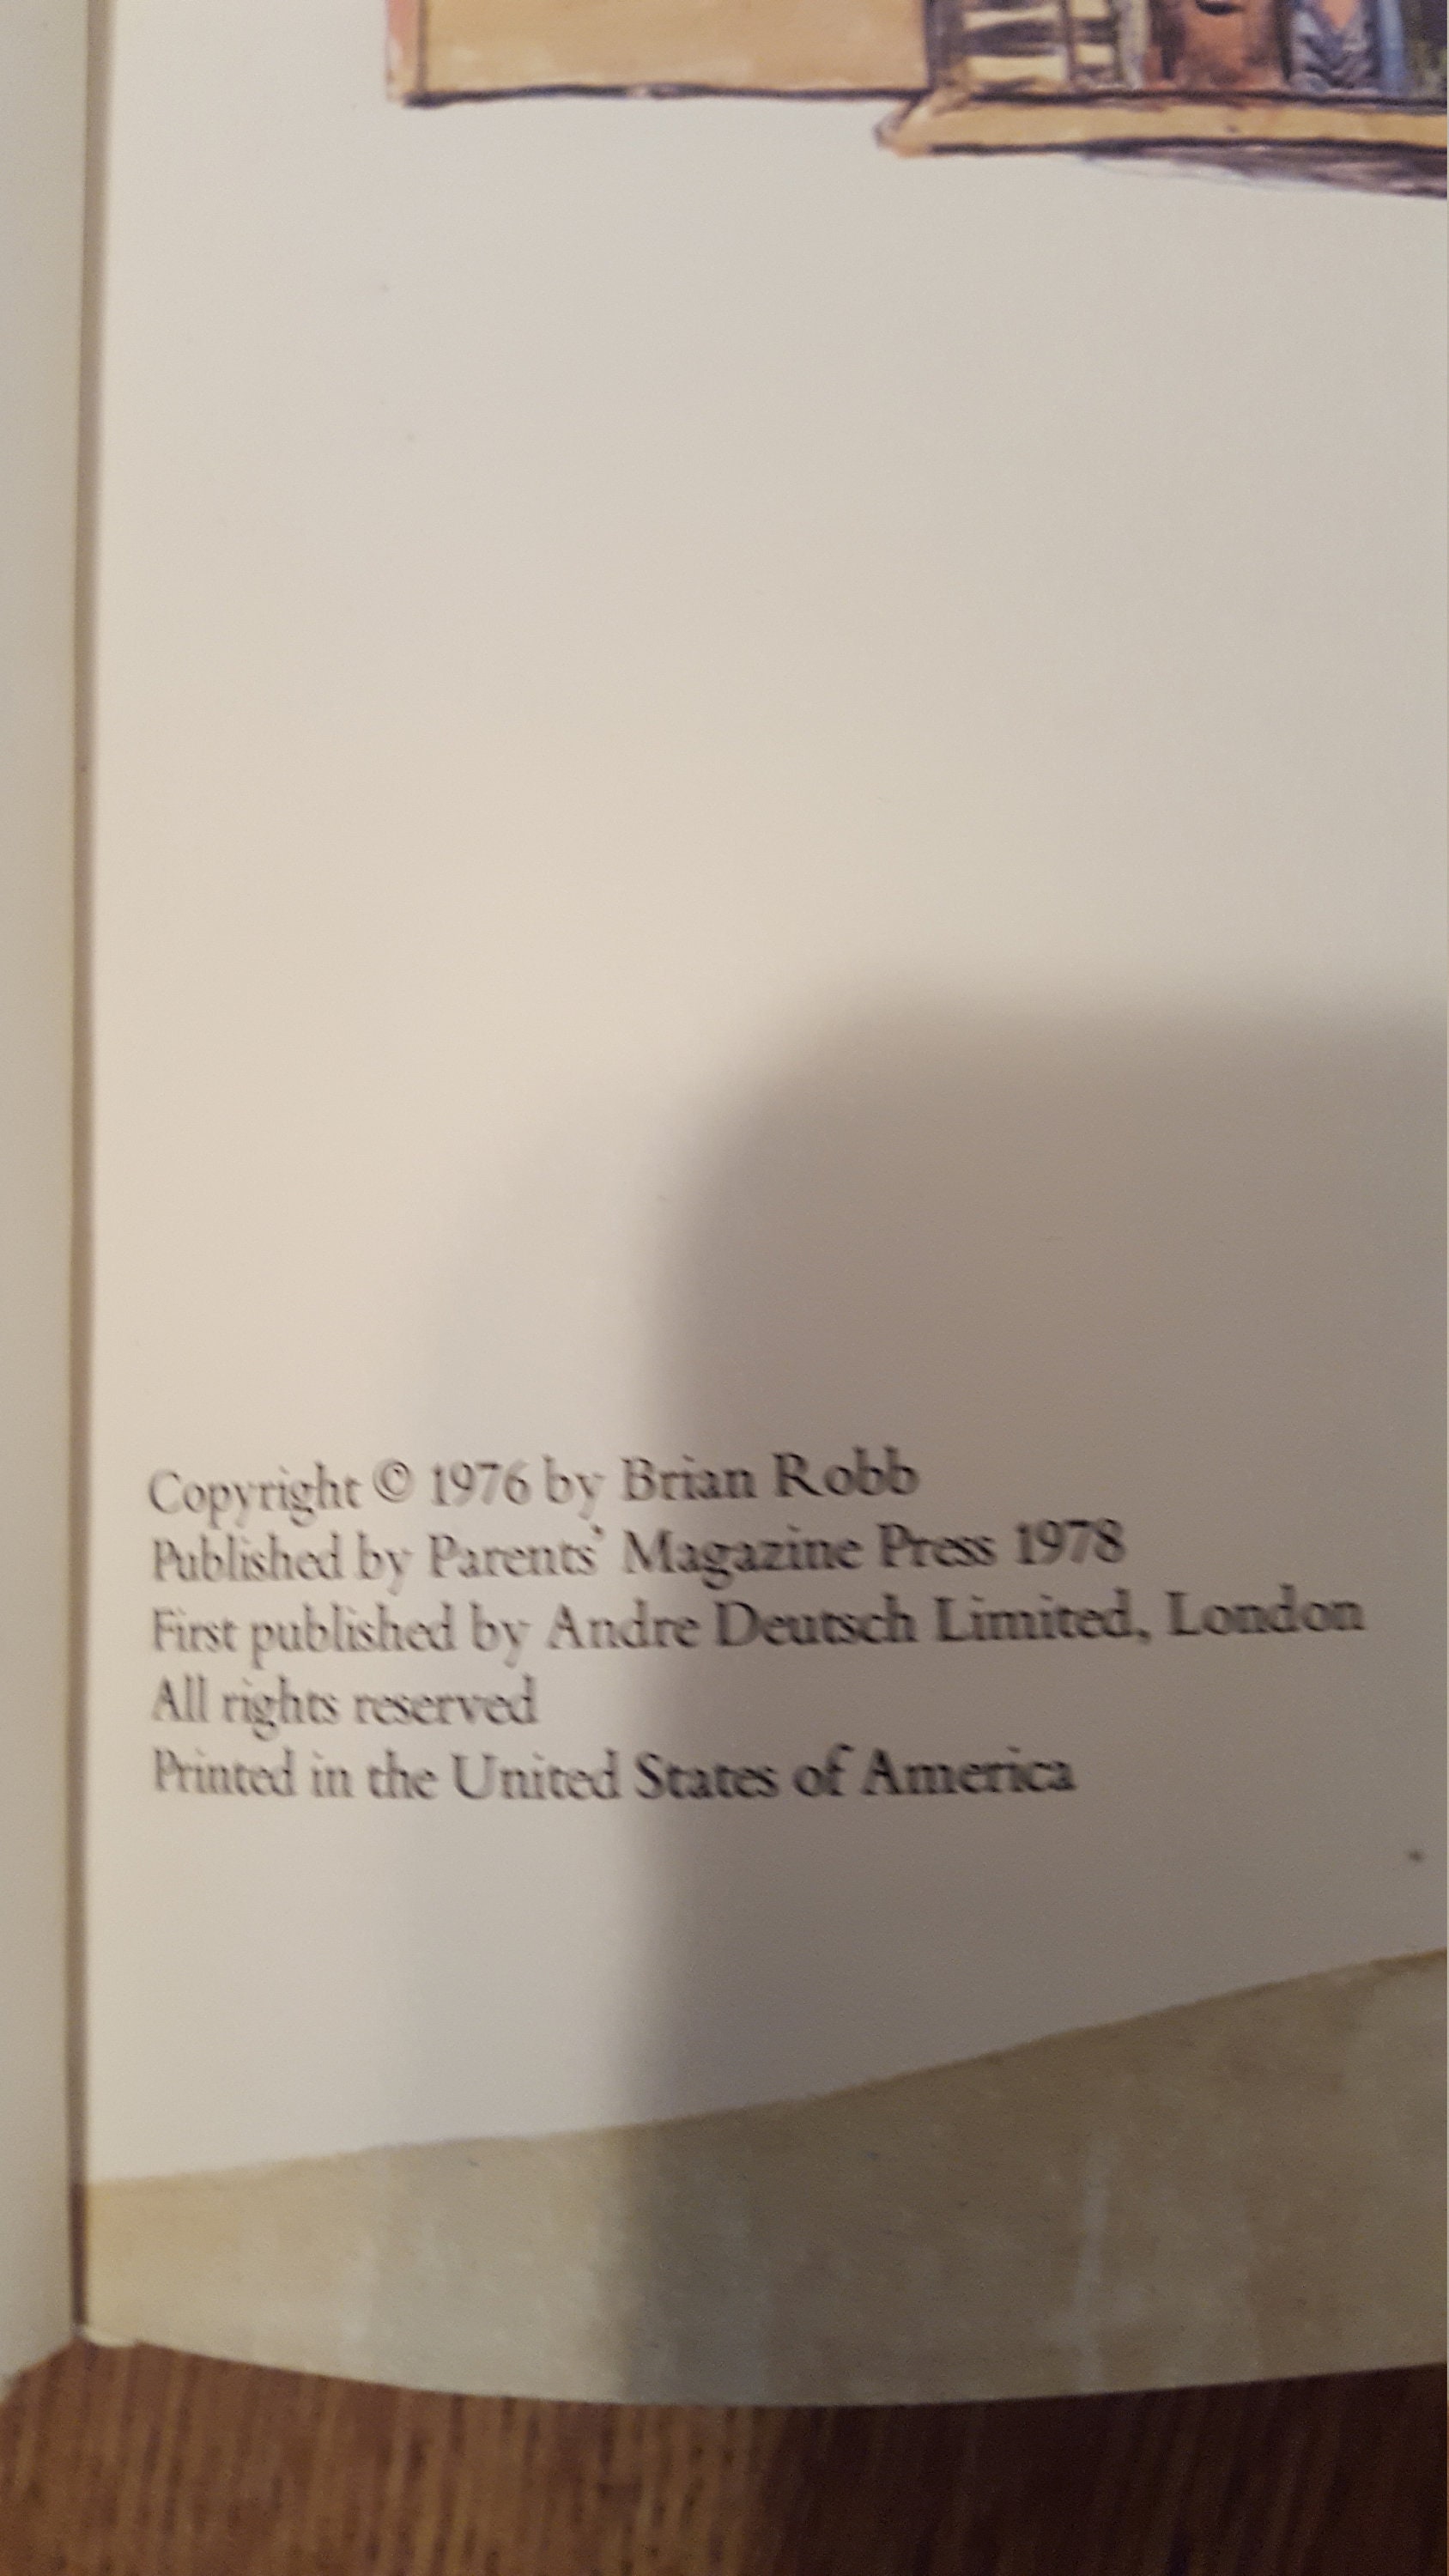 Copyright © 1976 by Brian Robb
Published by Parents' Magazine Press 1978
First published by Andre Deutsch Limited, London
All rights reserved
Printed in the United States of America